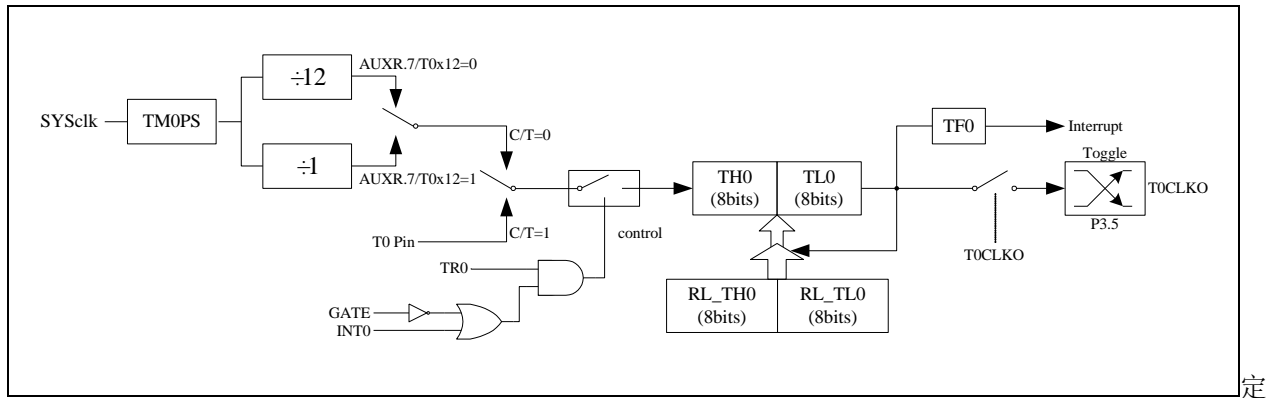 ÷12
AUXR.7/T0x12=0
SYSclk
TM0PS
÷1
AUXR.7/T0x12=1
C/T=0
T0 Pin
C/T=1
control
TR0
GATE
INT0
TH0
(8bits)
TL0
(8bits)
RL_TH0
(8bits)
RL_TL0
(8bits)
TF0
Interrupt
Toggle
T0CLKO
P3.5
T0CLKO
定